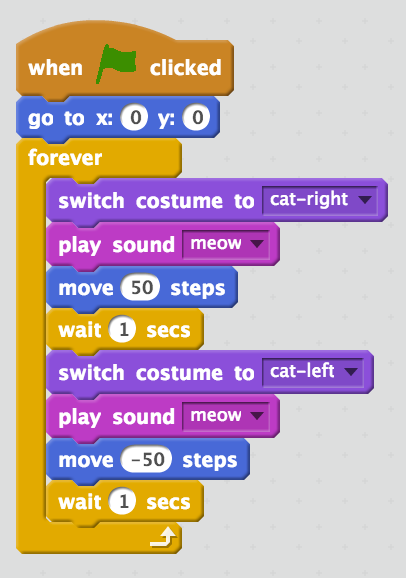 when clicked
go to x: 0 y: 0
forever
switch costume to cat-right
play sound meow
move 50 steps
wait 1 secs
switch costume to cat-left
play sound meow
move -50 steps
wait 1 secs